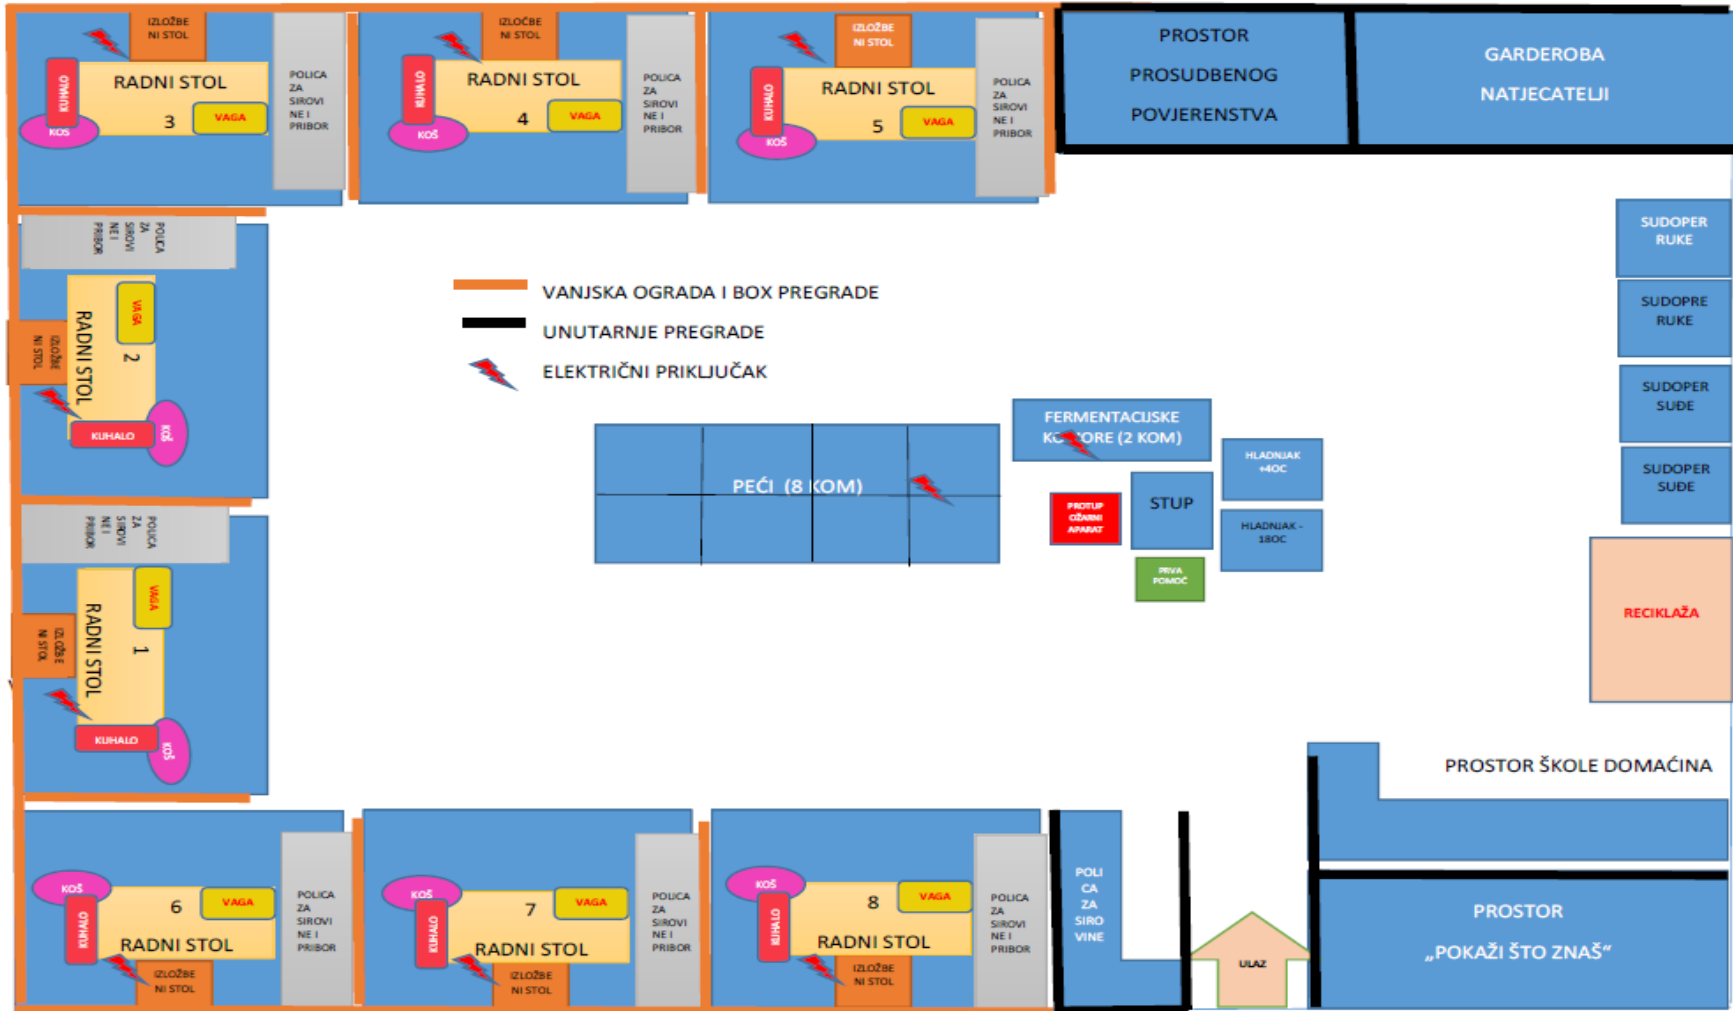 IZLOŽBE
NI STOL
KUHALO
KOŠ
RADNI STOL
3
VAGA
POLICA
ZA
SIROVI
NE I
PRIBOR
IZLOČBE
NI STOL
KUHALO
KOŠ
RADNI STOL
4
VAGA
POLICA
ZA
SIROVI
NE I
PRIBOR
IZLOŽBE
NI STOL
KUHALO
KOŠ
RADNI STOL
5
VAGA
POLICA
ZA
SIROVI
NE I
PRIBOR
PROSTOR
PROSUDBENOG
POVJERENSTVA
GARDEROBA
NATJECATELJI
POLICA
ZA
SIROVI
NE I
PRIBOR
VAGA
2
RADNI STOL
IZLOŽBE
NI STOL
KUHALO
KOŠ
VANJSKA OGRADA I BOX PREGRADE
UNUTARNJE PREGRADE
ELEKTRIČNI PRIKLJUČAK
SUDOPER
RUKE
SUDOPRE
RUKE
SUDOPER
SUĐE
SUDOPER
SUĐE
PEĆI (8 KOM)
FERMENTACIJSKE
KOMORE (2 KOM)
HLADNJAK
+4OC
PROTUP
OŽARNI
APARAT
STUP
HLADNJAK -
18OC
PRVA
POMOĆ
RECIKLAŽA
POLICA
ZA
SIROVI
NE I
PRIBOR
VAGA
1
RADNI STOL
IZLOŽBE
NI STOL
KUHALO
KOŠ
PROSTOR ŠKOLE DOMAĆINA
KOŠ
KUHALO
6
VAGA
RADNI STOL
IZLOŽBE
NI STOL
POLICA
ZA
SIROVI
NE I
PRIBOR
KOŠ
KUHALO
7
VAGA
RADNI STOL
IZLOŽBE
NI STOL
POLICA
ZA
SIROVI
NE I
PRIBOR
KOŠ
KUHALO
8
VAGA
RADNI STOL
IZLOŽBE
NI STOL
POLICA
ZA
SIROVI
NE I
PRIBOR
POLI
CA
ZA
SIRO
VINE
ULAZ
PROSTOR
„POKAŽI ŠTO ZNAŠ“